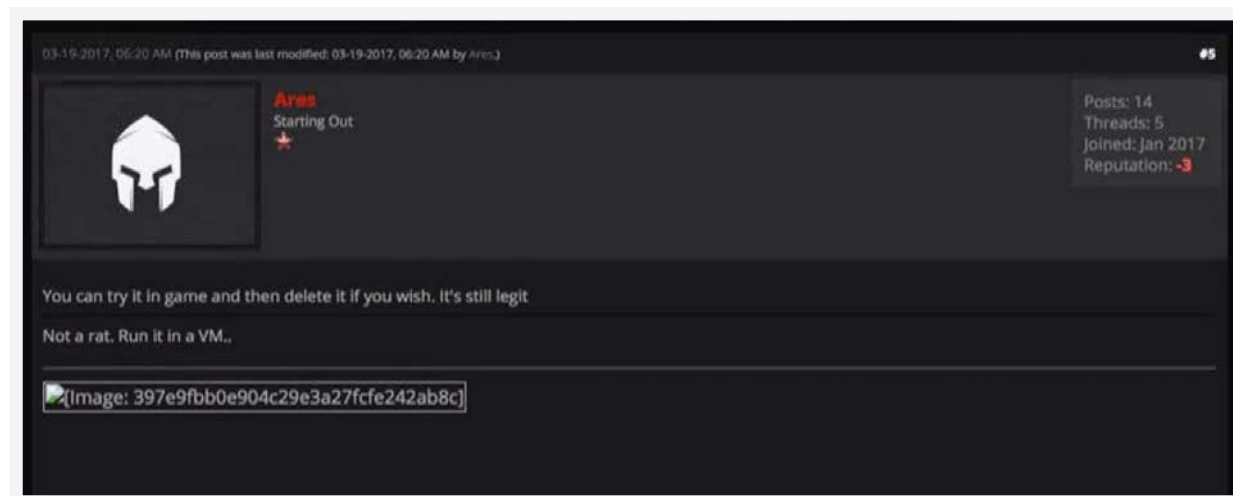 03-19-2017, 06:20 AM (This post was last modified: 03-19-2017, 06:20 AM by Ares.)
#5
Ares
Starting Out
Posts: 14
Threads: 5
Joined: Jan 2017
Reputation: -3
You can try it in game and then delete it if you wish. It's still legit
Not a rat. Run it in a VM..
[Image: 397e9fbb0e904c29e3a27fcfe242ab8c]